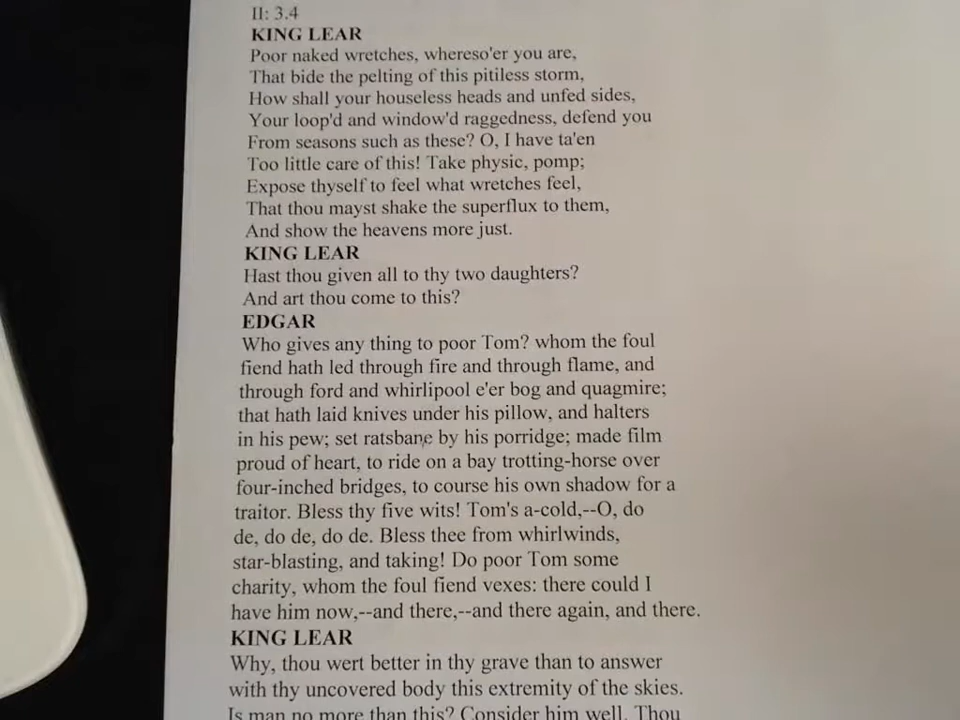 II: 3.4
KING LEAR
Poor naked wretches, whereso'er you are,
That bide the pelting of this pitiless storm,
How shall your houseless heads and unfed sides,
Your loop'd and window'd raggedness, defend you
From seasons such as these? O, I have ta'en
Too little care of this! Take physic, pomp;
Expose thyself to feel what wretches feel,
That thou mayst shake the superflux to them,
And show the heavens more just.
KING LEAR
Hast thou given all to thy two daughters?
And art thou come to this?
EDGAR
Who gives any thing to poor Tom? whom the foul
fiend hath led through fire and through flame, and
through ford and whirlipool e'er bog and quagmire;
that hath laid knives under his pillow, and halters
in his pew; set ratsbane by his porridge; made film
proud of heart, to ride on a bay trotting-horse over
four-inched bridges, to course his own shadow for a
traitor. Bless thy five wits! Tom's a-cold,--O, do
de, do de, do de. Bless thee from whirlwinds,
star-blasting, and taking! Do poor Tom some
charity, whom the foul fiend vexes: there could I
have him now,--and there,--and there again, and there.
KING LEAR
Why, thou wert better in thy grave than to answer
with thy uncovered body this extremity of the skies.
Is man no more than this? Consider him well. Thou